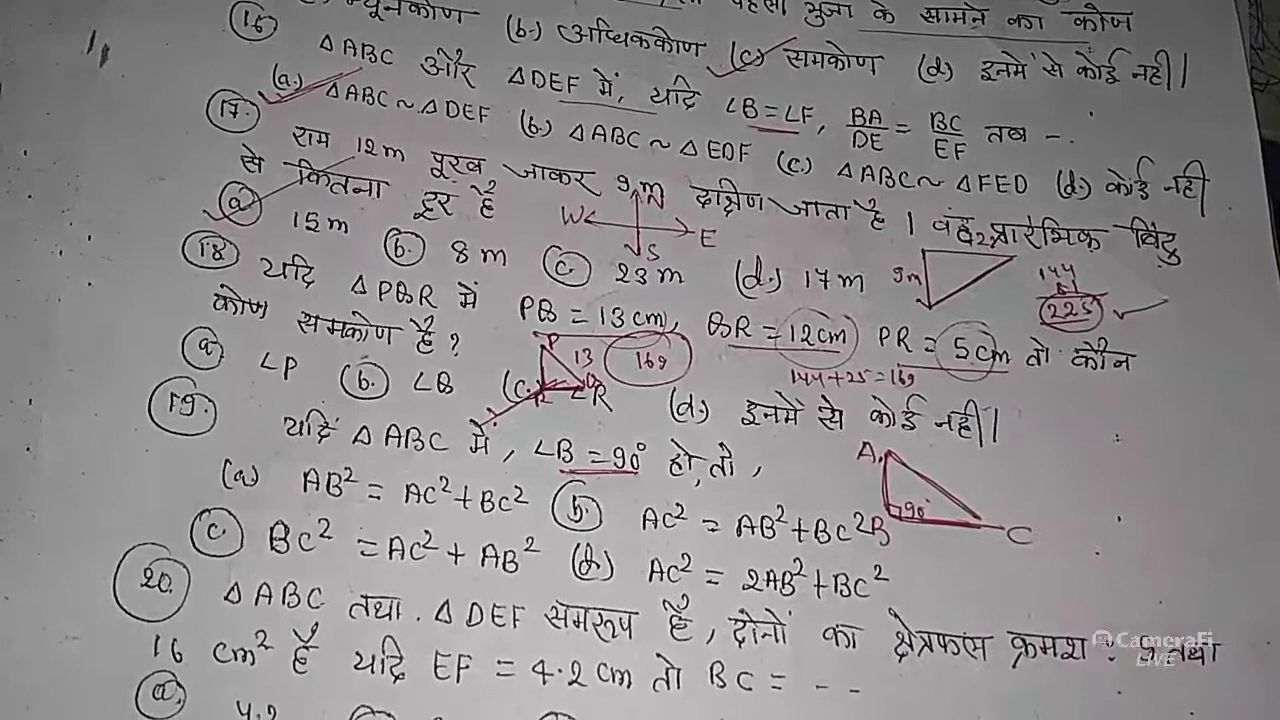 न्यूनकोण (b.) अधिककोण (c) समकोण (d) इनमें से कोई नही।
पहली भुजा के सामने का कोण
16 ΔABC और ΔDEF में, यदि ∠B=∠F, BA/DE = BC/EF तब -.
(a.) ΔABC ~ ΔDEF (b.) ΔABC ~ ΔEDF (c.) ΔABC ~ ΔFED (d.) कोई नही
17. राम 12m पूरब जाकर 9m दक्षिण जाता है। वह प्रारंभिक बिंदु
से कितना दूर है
N
W E
S
(a) 15m (b.) 8m (c.) 23m (d.) 17m
9m
144
81
225
18 यदि ΔPQR में PQ = 13cm, QR = 12cm PR = 5cm तो कौन
कोण समकोण है?
P 13 169
144+25=169
(a) ∠P (b.) ∠Q (c.) ∠R (d.) इनमें से कोई नही।
19. यदि ΔABC में, ∠B = 90° हो, तो,
A
90°
B C
(a) AB² = AC²+BC² (b.) AC² = AB²+BC²
(c.) BC² = AC² + AB² (d.) AC² = 2AB²+BC²
20. ΔABC तथा ΔDEF समरूप है, दोनों का क्षेत्रफल क्रमश: 9 तथा
16 cm² है यदि EF = 4.2cm तो BC = - -
(a.) 4.2
CameraFi
LIVE